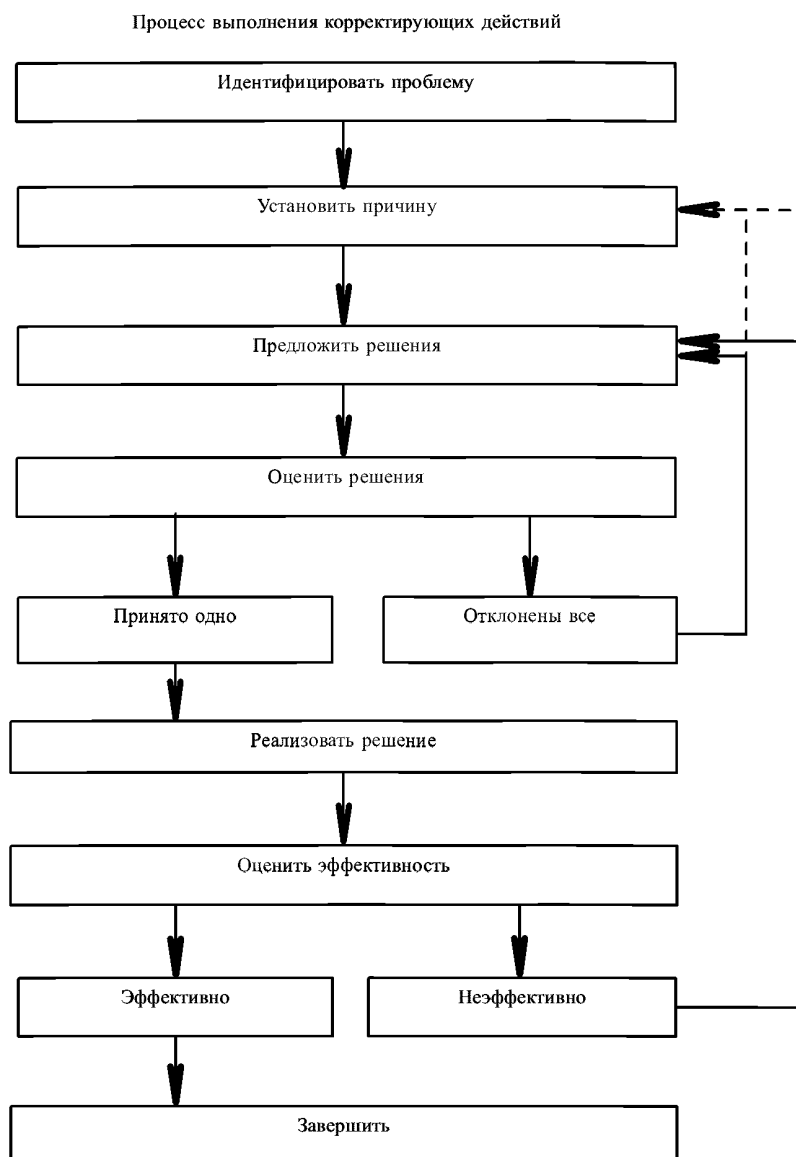 Процесс выполнения корректирующих действий
Идентифицировать проблему
Установить причину
Предложить решения
Оценить решения
Принято одно
Отклонены все
Реализовать решение
Оценить эффективность
Эффективно
Неэффективно
Завершить